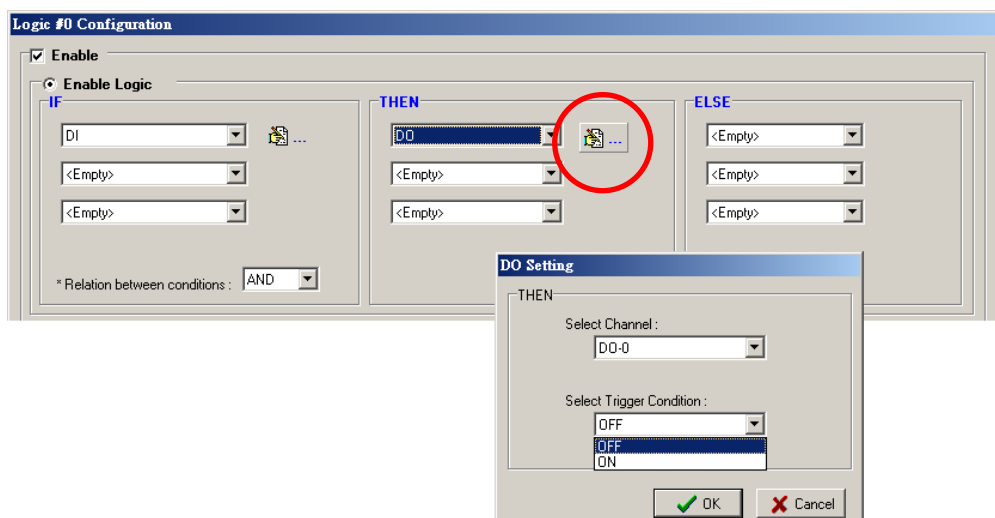 Logic #0 Configuration
Enable
Enable Logic
IF
DI
...
<Empty>
<Empty>
* Relation between conditions : AND
THEN
DO
...
<Empty>
<Empty>
ELSE
<Empty>
<Empty>
<Empty>
DO Setting
THEN
Select Channel :
DO-0
Select Trigger Condition :
OFF
OFF
ON
OK Cancel